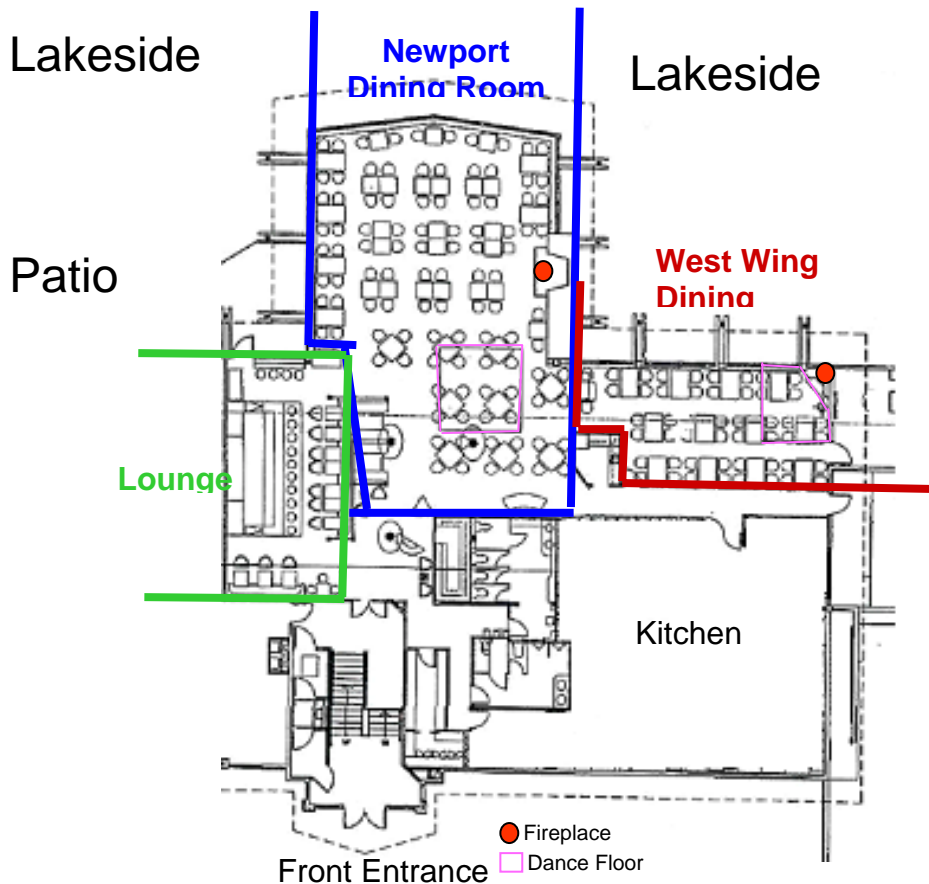 Lakeside
Newport
Dining Room
Lakeside
Patio
West Wing
Dining
Lounge
Kitchen
Fireplace
Dance Floor
Front Entrance